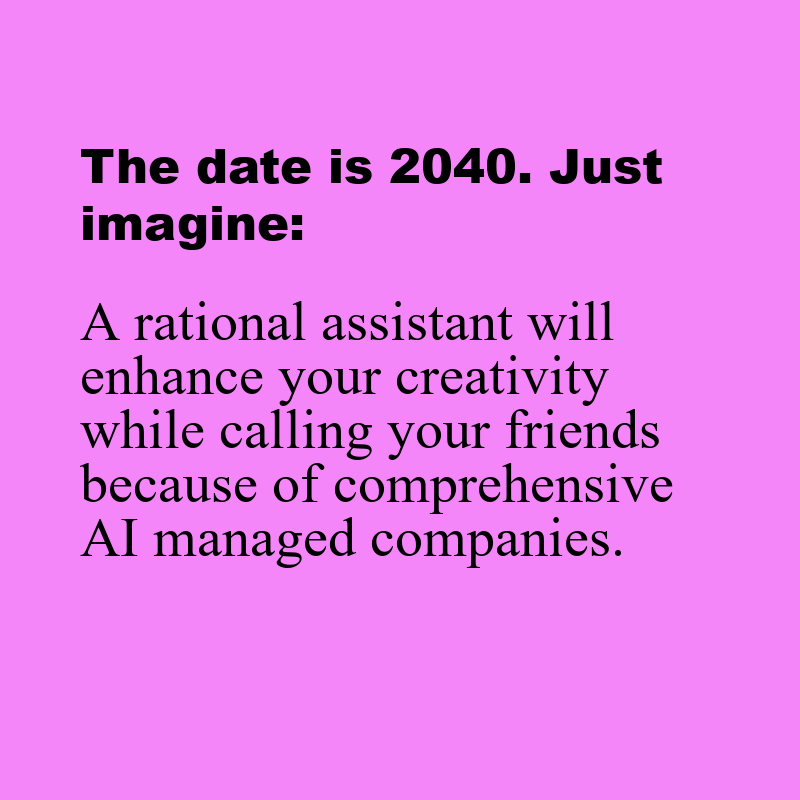 The date is 2040. Just
imagine:
A rational assistant will
enhance your creativity
while calling your friends
because of comprehensive
AI managed companies.